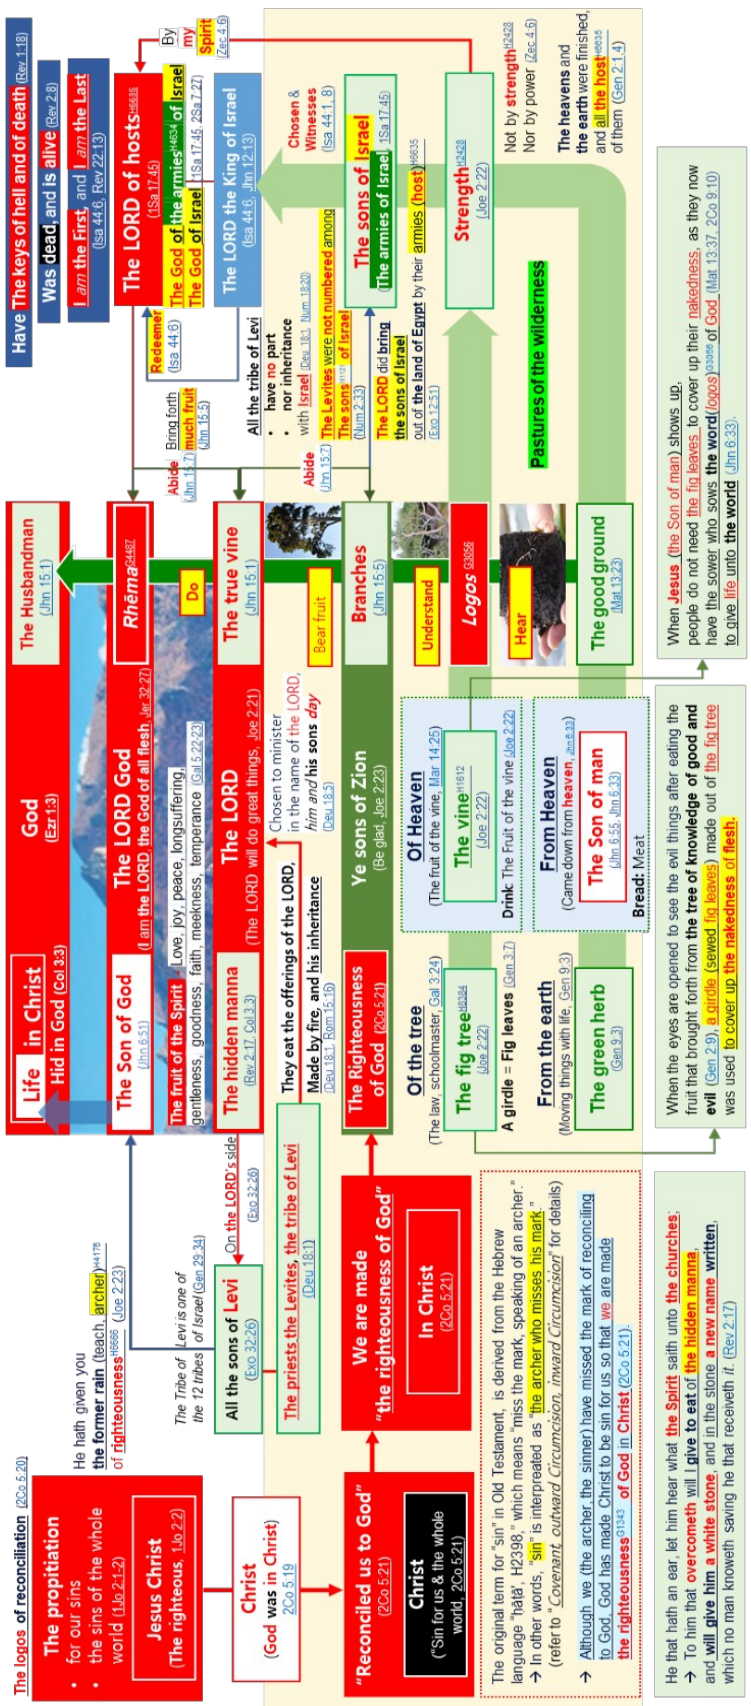 The logos of reconciliation (2Co 5:20)
The propitiation
• for our sins
• the sins of the whole
world (1Jo 2:1-2)
Jesus Christ
(The righteous, 1Jo 2:2)
Christ
(God was in Christ)
2Co 5:19
"Reconciled us to God"
(2Co 5:21)
Christ
("Sin for us & the whole
world, 2Co 5:21)
We are made
"the righteousness of God"
In Christ
(2Co 5:21)
He hath given you
the former rain (teach, archer)H4175
of righteousnessH6666 (Joe 2:23)
The Tribe of Levi is one of
the 12 tribes of Israel (Gen 29:34)
All the sons of Levi
(Exo 32:26)
On the LORD's side
(Exo 32:26)
The priests the Levites, the tribe of Levi
(Deu 18:1)
The original term for "sin" in Old Testament, is derived from the Hebrew
language "hätä', H2398," which means "miss the mark, speaking of an archer."
→ In other words, "sin" is interpreated as "the archer who misses his mark."
(refer to "Covenant, outward Circumcision, inward Circumcision" for details)
→ Although we (the archer, the sinner) have missed the mark of reconciling
to God, God has made Christ to be sin for us so that we are made
the righteousnessG1343 of God in Christ (2Co 5:21).
He that hath an ear, let him hear what the Spirit saith unto the churches;
→ To him that overcometh will I give to eat of the hidden manna,
and will give him a white stone, and in the stone a new name written,
which no man knoweth saving he that receiveth it. (Rev 2:17)
Life in Christ
Hid in God (Col 3:3)
God
(Ezr 1:3)
The Husbandman
(Jhn 15:1)
The Son of God
(Jhn 6:51)
The LORD God
(I am the LORD, the God of all flesh, Jer 32:27)
RhēmaG4487
The fruit of the Spirit - Love, joy, peace, longsuffering,
gentleness, goodness, faith, meekness, temperance (Gal 5:22-23)
Do
The hidden manna
(Rev 2:17, Col 3:3)
The LORD
(The LORD will do great things, Joe 2:21)
The true vine
(Jhn 15:1)
They eat the offerings of the LORD,
Made by fire, and his inheritance
(Deu 18:1, Rom 15:16)
Chosen to minister
in the name of the LORD,
him and his sons day
(Deu 18:5)
Bear fruit
The Righteousness
of God (2Co 5:21)
Ye sons of Zion
(Be glad, Joe 2:23)
Branches
(Jhn 15:5)
Of the tree
(The law, schoolmaster, Gal 3:24)
The fig treeH8384
(Joe 2:22)
A girdle = Fig leaves (Gen 3:7)
Of Heaven
(The fruit of the vine, Mar 14:25)
The vineH1612
(Joe 2:22)
Drink: The Fruit of the vine (Joe 2:22)
Understand
Logos G3056
Hear
From the earth
(Moving things with life, Gen 9:3)
The green herb
(Gen 9:3)
From Heaven
(Came down from heaven, Jhn 6:33)
The Son of man
(Jhn 6:55, Jhn 6:33)
Bread: Meat
The good ground
(Mat 13:23)
When the eyes are opened to see the evil things after eating the
fruit that brought forth from the tree of knowledge of good and
evil (Gen 2:9), a girdle (sewed fig leaves) made out of the fig tree
was used to cover up the nakedness of flesh.
Have The keys of hell and of death (Rev 1:18)
Was dead, and is alive (Rev 2:8)
I am the First, and I am the Last
(Isa 44:6, Rev 22:13)
The LORD of hostsH6635
(1Sa 17:45)
The God of the armiesH4634 of Israel
The God of Israel (1Sa 17:45, 2Sa 7:27)
The LORD the King of Israel
(Isa 44:6, Jhn 12:13)
By
my
Spirit
(Zec 4:6)
Redeemer
(Isa 44:6)
Abide
(Jhn 15:7)
Bring forth
much fruit
(Jhn 15:5)
Abide
(Jhn 15:7)
All the tribe of Levi
• have no part
• nor inheritance
with Israel (Deu 18:1, Num 18:20)
The Levites were not numbered among
The sonsH1121 of Israel
(Num 2:33)
The LORD did bring
the sons of Israel
out of the land of Egypt by their armies (host)H6635
(Exo 12:51)
Chosen &
Witnesses
(Isa 44:1, 8)
The sons of Israel
(The armies of Israel, 1Sa 17:45)
StrengthH2428
(Joe 2:22)
Not by strengthH2428
Nor by power (Zec 4:6)
The heavens and
the earth were finished,
and all the hostH6635
of them (Gen 2:1,4)
Pastures of the wilderness
When Jesus (the Son of man) shows up,
people do not need the fig leaves to cover up their nakedness, as they now
have the sower who sows the word(logos)G3056 of God (Mat 13:37, 2Co 9:10)
to give life unto the world (Jhn 6:33).